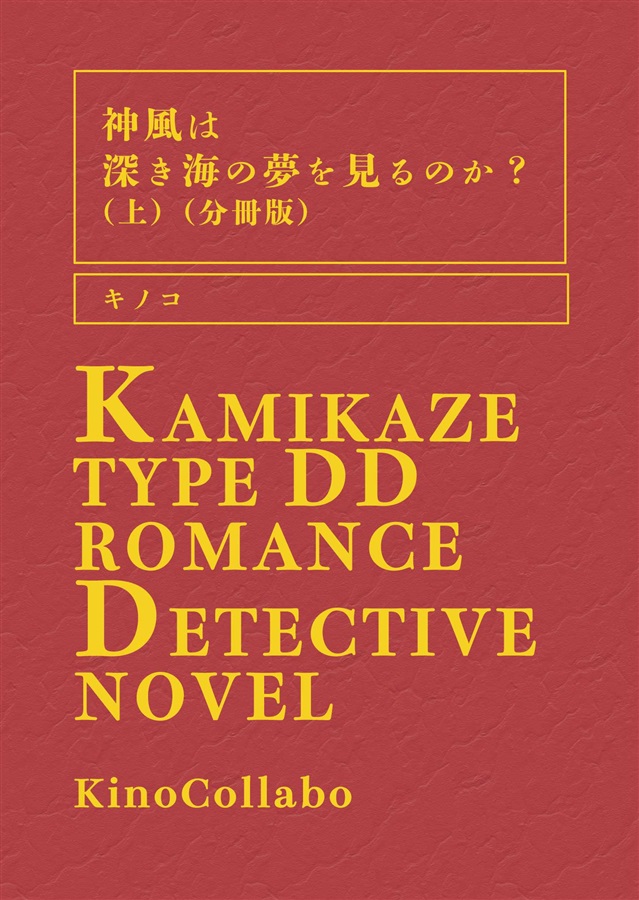 神風は
深き海の夢を見るのか？
（上）（分冊版）
キノコ
KAMIKAZE
TYPE DD
ROMANCE
DETECTIVE
NOVEL
KinoCollabo